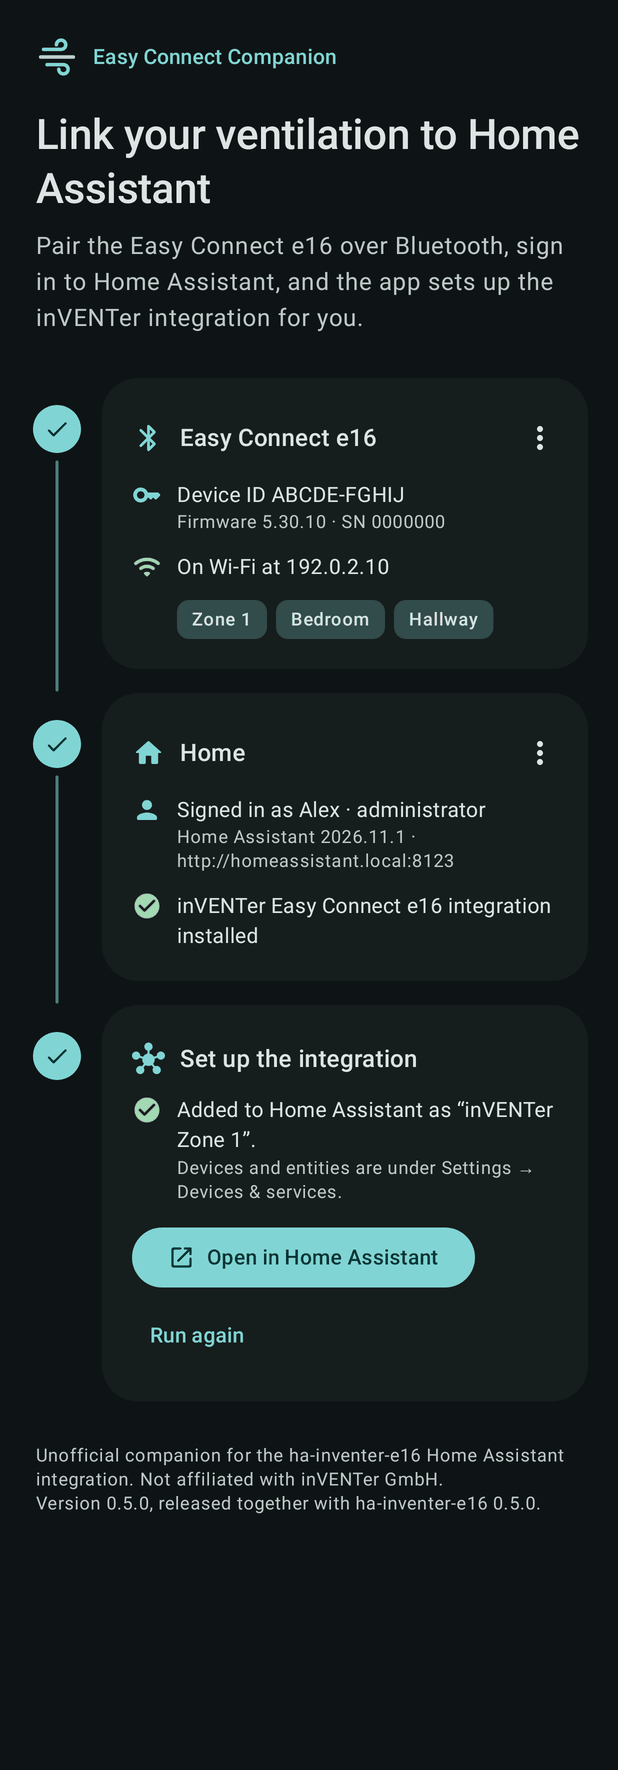 Easy Connect Companion
Link your ventilation to Home
Assistant
Pair the Easy Connect e16 over Bluetooth, sign
in to Home Assistant, and the app sets up the
inVENTer integration for you.
Easy Connect e16
Device ID ABCDE-FGHIJ
Firmware 5.30.10 · SN 0000000
On Wi-Fi at 192.0.2.10
Zone 1 Bedroom Hallway
Home
Signed in as Alex · administrator
Home Assistant 2026.11.1 ·
http://homeassistant.local:8123
inVENTer Easy Connect e16 integration
installed
Set up the integration
Added to Home Assistant as “inVENTer
Zone 1”.
Devices and entities are under Settings →
Devices & services.
Open in Home Assistant
Run again
Unofficial companion for the ha-inventer-e16 Home Assistant
integration. Not affiliated with inVENTer GmbH.
Version 0.5.0, released together with ha-inventer-e16 0.5.0.